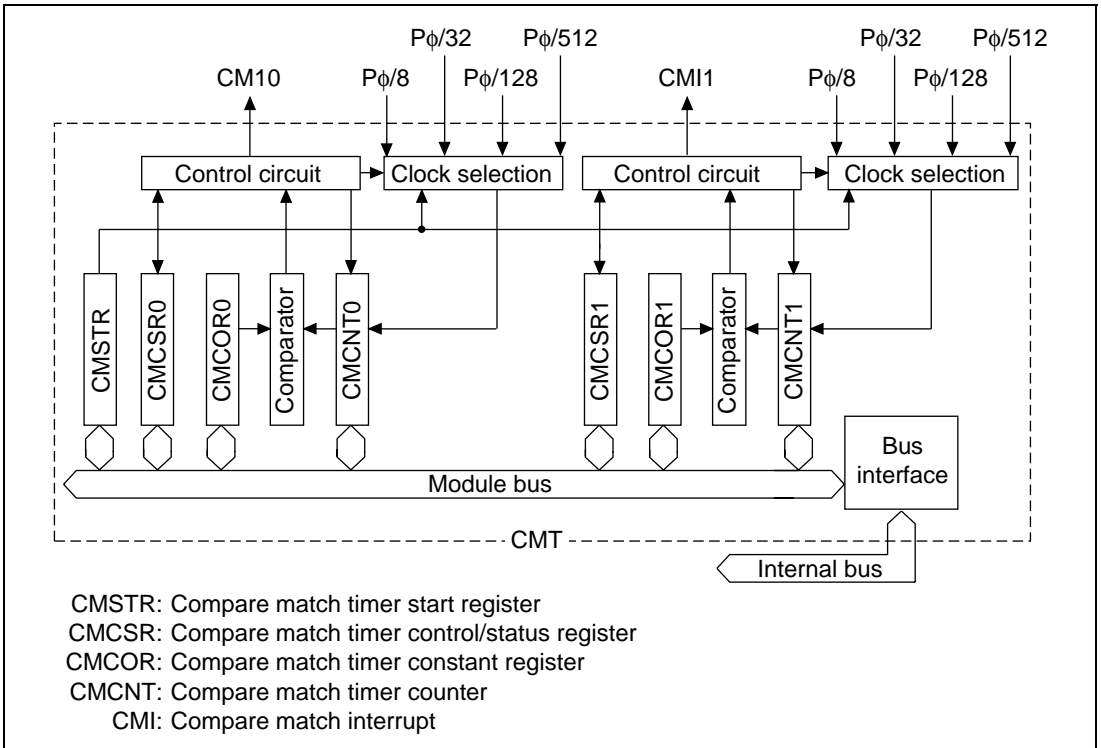 Pϕ/32 Pϕ/512 Pϕ/32 Pϕ/512
CM10 Pϕ/8 Pϕ/128 CMI1 Pϕ/8 Pϕ/128
Control circuit Clock selection Control circuit Clock selection
CMSTR CMCSR0 CMCOR0 Comparator CMCNT0 CMCSR1 CMCOR1 Comparator CMCNT1
Bus
interface
Module bus
CMT
Internal bus
CMSTR: Compare match timer start register
CMCSR: Compare match timer control/status register
CMCOR: Compare match timer constant register
CMCNT: Compare match timer counter
CMI: Compare match interrupt